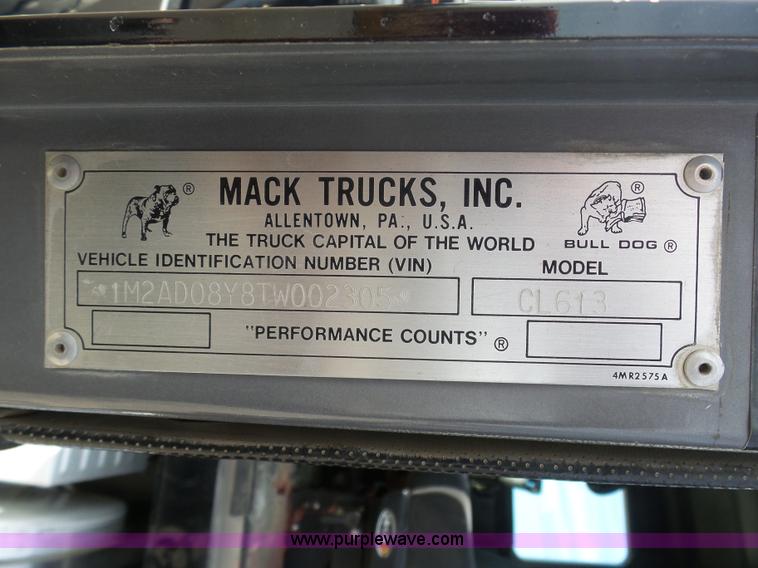 MACK TRUCKS, INC.
®
®
ALLENTOWN, PA., U.S.A.
THE TRUCK CAPITAL OF THE WORLD
BULL DOG ®
VEHICLE IDENTIFICATION NUMBER (VIN)
MODEL
1M2AD08Y8TW002305
CL613
"PERFORMANCE COUNTS" ®
4MR2575A
www.purplewave.com